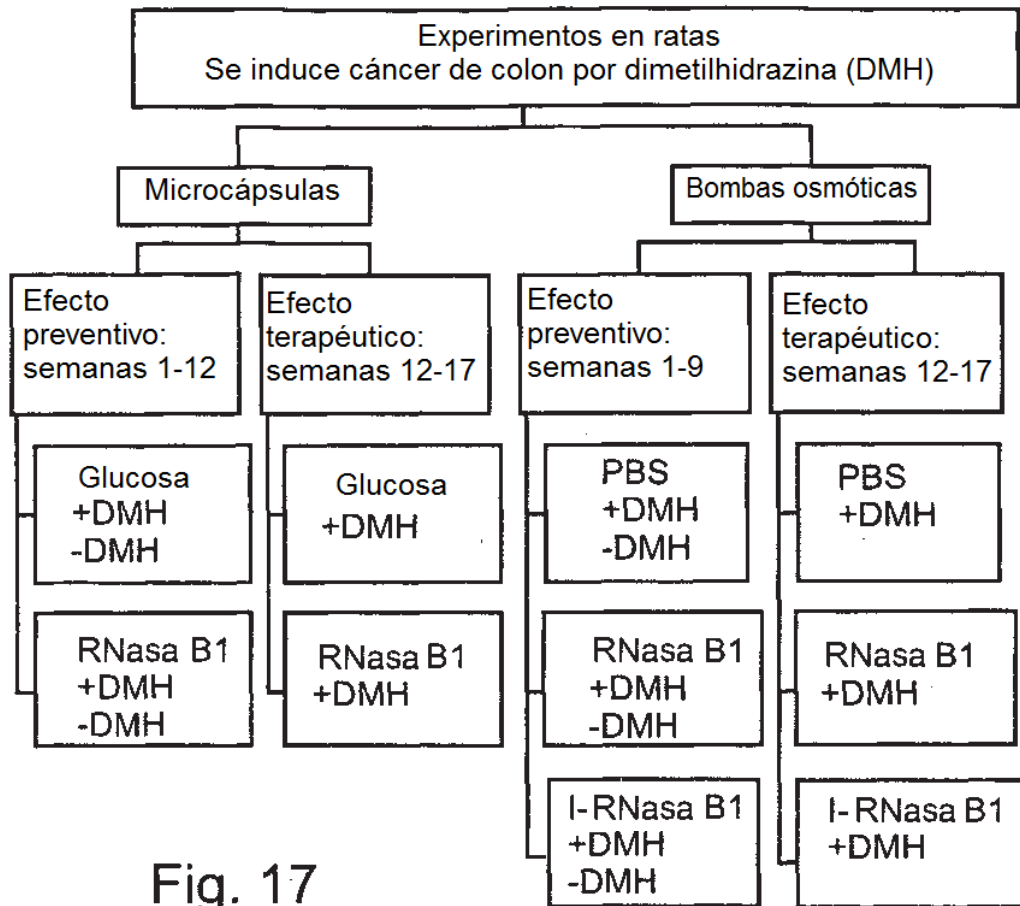 Experimentos en ratas
Se induce cáncer de colon por dimetilhidrazina (DMH)
Microcápsulas
Bombas osmóticas
Efecto
preventivo:
semanas 1-12
Efecto
terapéutico:
semanas 12-17
Efecto
preventivo:
semanas 1-9
Efecto
terapéutico:
semanas 12-17
Glucosa
+DMH
-DMH
Glucosa
+DMH
PBS
+DMH
-DMH
PBS
+DMH
RNasa B1
+DMH
-DMH
RNasa B1
+DMH
RNasa B1
+DMH
-DMH
RNasa B1
+DMH
I-RNasa B1
+DMH
-DMH
I-RNasa B1
+DMH
Fig. 17